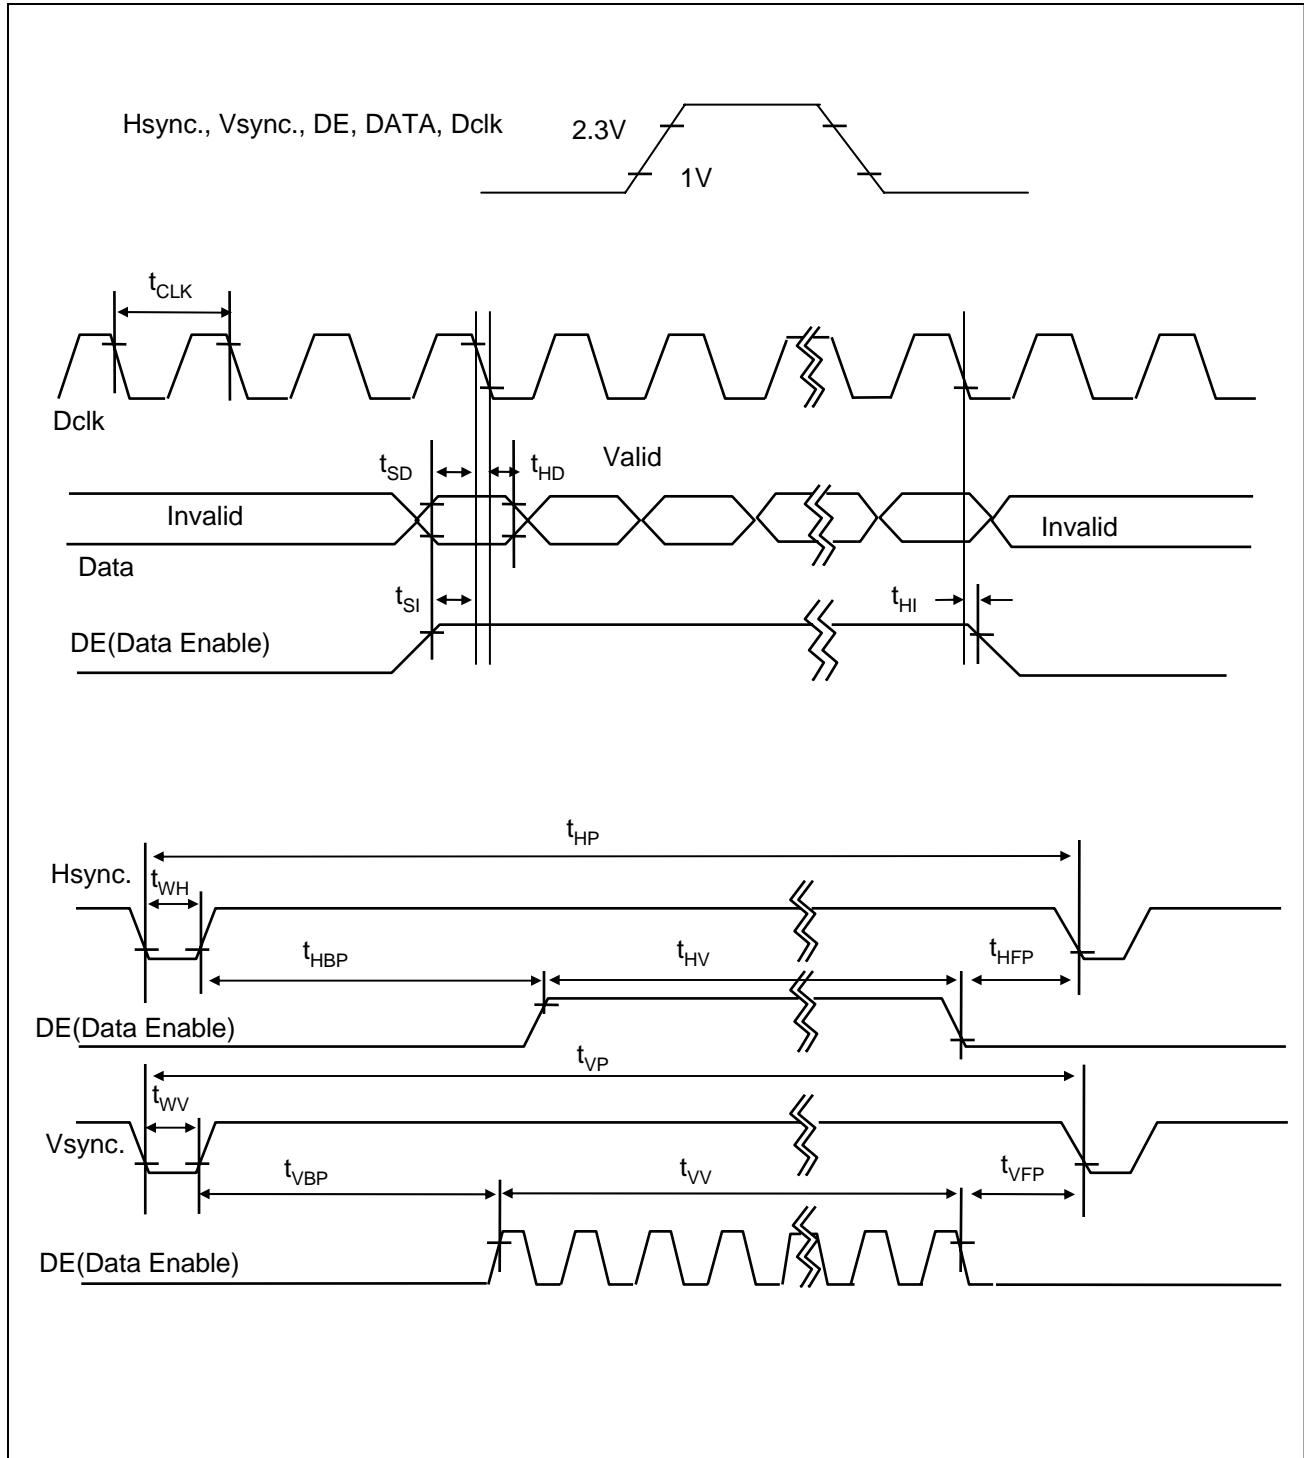 Hsync., Vsync., DE, DATA, Dclk
2.3V
1V
tCLK
Dclk
tSD
tHD
Valid
Invalid
Invalid
Data
tSI
tHI
DE(Data Enable)
tHP
Hsync.
tWH
tHBP
tHV
tHFP
DE(Data Enable)
tVP
tWV
Vsync.
tVBP
tVV
tVFP
DE(Data Enable)